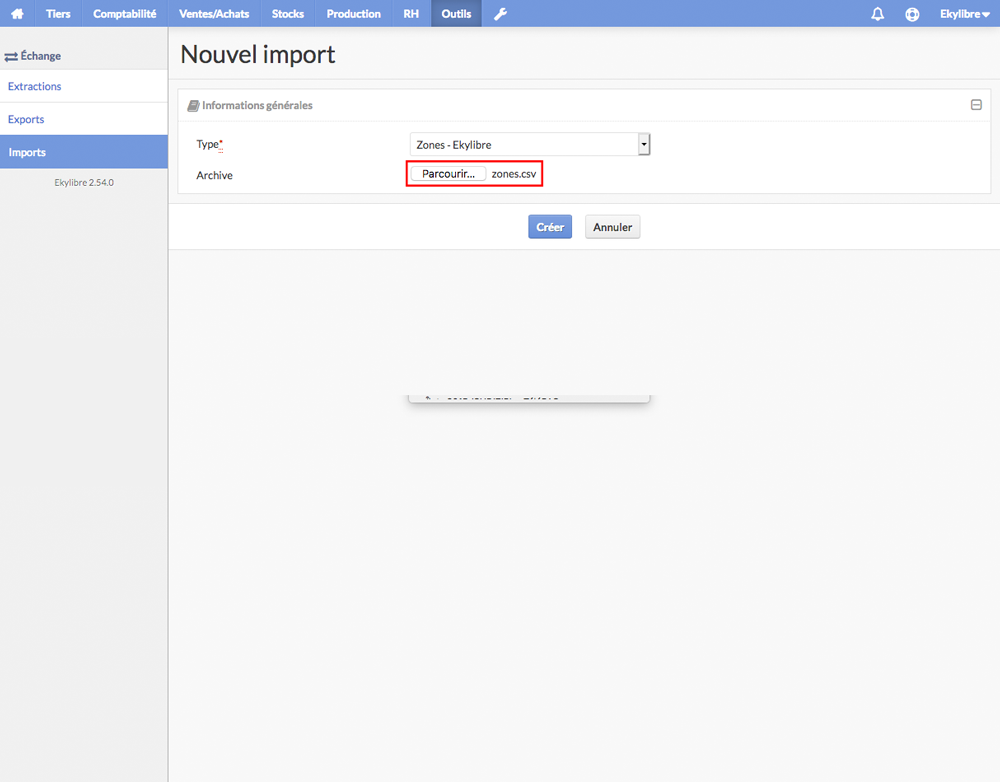 Tiers Comptabilité Ventes/Achats Stocks Production RH Outils Ekylibre
Échange
Extractions
Exports
Imports
Ekylibre 2.54.0
Nouvel import
Informations générales
Type*
Zones - Ekylibre
Archive
Parcourir... zones.csv
Créer
Annuler